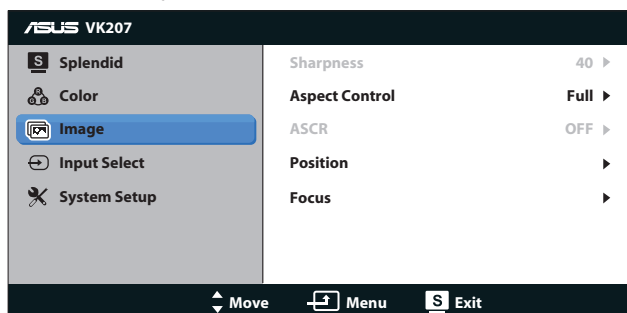 ASUS VK207
S Splendid
Color
Image
Input Select
System Setup
Sharpness 40
Aspect Control Full
ASCR OFF
Position
Focus
Move Menu S Exit